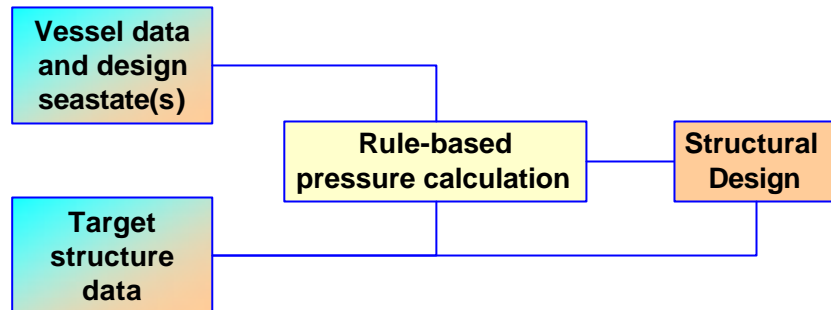 Vessel data
and design
seastate(s)
Rule-based
pressure calculation
Structural
Design
Target
structure
data